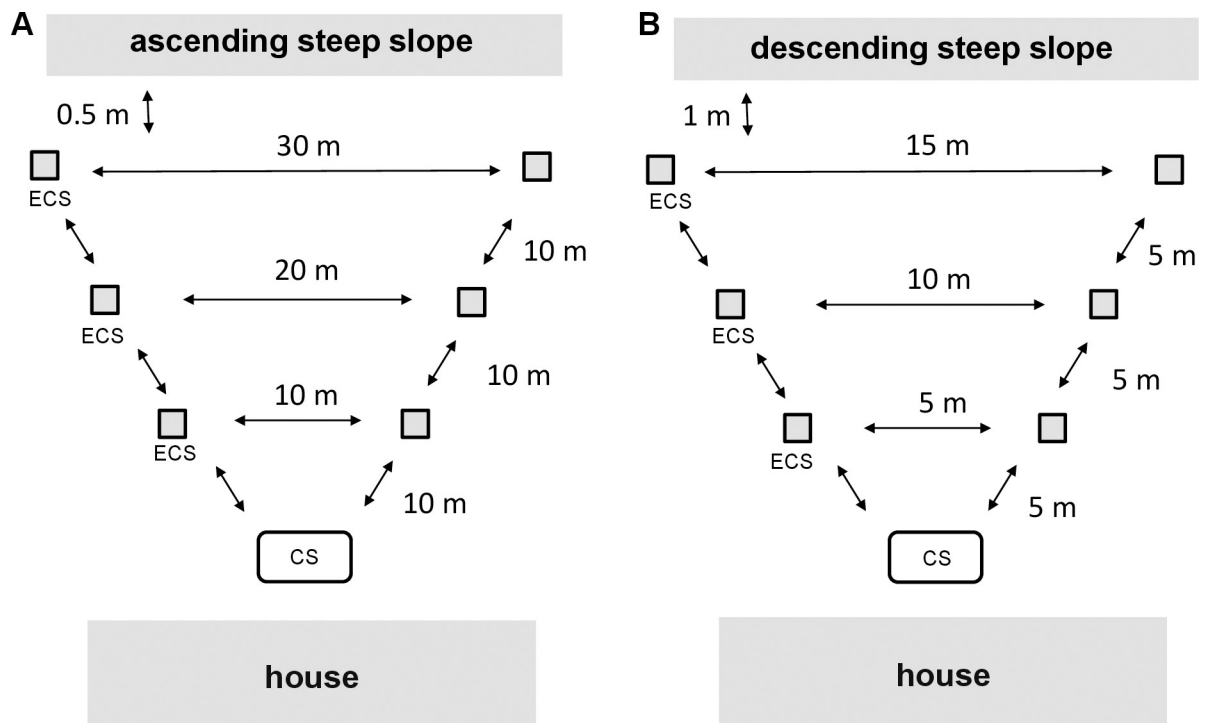 A
ascending steep slope
0.5 m
30 m
ECS
10 m
20 m
ECS
10 m
10 m
ECS
10 m
CS
house
B
descending steep slope
1 m
15 m
ECS
5 m
10 m
ECS
5 m
5 m
ECS
5 m
CS
house